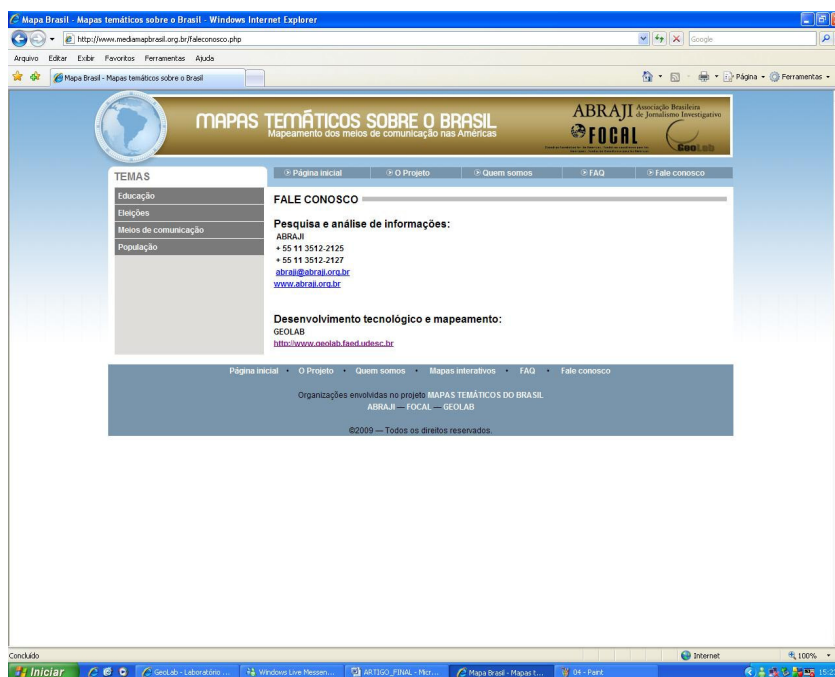 Mapa Brasil - Mapas temáticos sobre o Brasil - Windows Internet Explorer
http://www.mediamapbrasil.org.br/faleconosco.php
Google
Arquivo Editar Exibir Favoritos Ferramentas Ajuda
Mapa Brasil - Mapas temáticos sobre o Brasil
Página Ferramentas
MAPAS TEMÁTICOS SOBRE O BRASIL
Mapeamento dos meios de comunicação nas Américas
ABRAJI Associação Brasileira
de Jornalismo Investigativo
FOCAL
GeoLab
TEMAS
Página inicial O Projeto Quem somos FAQ Fale conosco
Educação
Eleições
Meios de comunicação
População
FALE CONOSCO
Pesquisa e análise de informações:
ABRAJI
+ 55 11 3512-2125
+ 55 11 3512-2127
abraji@abraji.org.br
www.abraji.org.br
Desenvolvimento tecnológico e mapeamento:
GEOLAB
http://www.geolab.faed.udesc.br
Página inicial • O Projeto • Quem somos • Mapas interativos • FAQ • Fale conosco
Organizações envolvidas no projeto MAPAS TEMÁTICOS DO BRASIL
ABRAJI — FOCAL — GEOLAB
©2009 — Todos os direitos reservados.
Concluído
Internet
100%
Iniciar
GeoLab - Laboratório ...
Windows Live Messen...
ARTIGO_FINAL - Micr...
Mapa Brasil - Mapas t...
04 - Paint